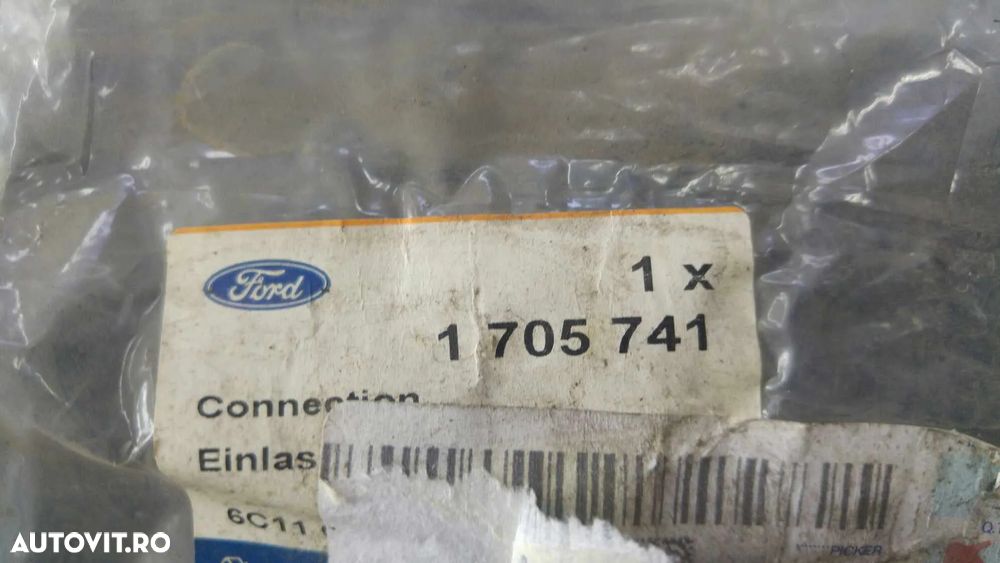 Ford
1 x
1 705 741
Connection
Einlas
6C11
PICKER
AUTOVIT.RO